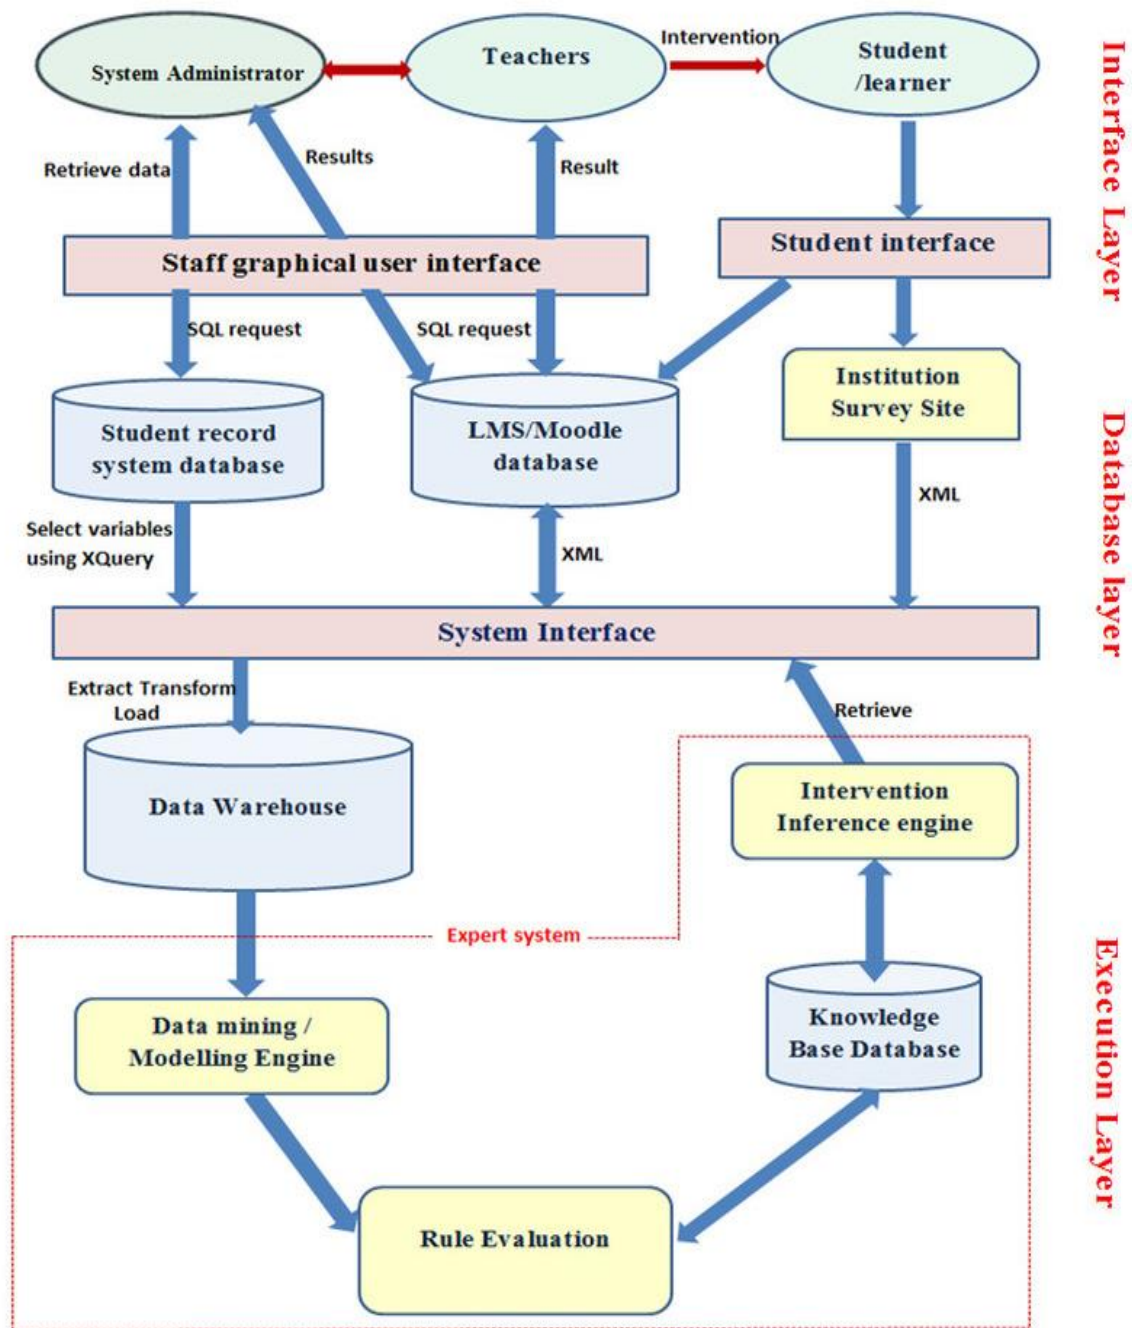 System Administrator
Teachers
Intervention
Student
/learner
Interface Layer
Retrieve data
Results
Result
Staff graphical user interface
Student interface
SQL request
SQL request
Institution
Survey Site
Student record
system database
LMS/Moodle
database
Database layer
Select variables
using XQuery
XML
XML
System Interface
Extract Transform
Load
Retrieve
Data Warehouse
Intervention
Inference engine
Expert system
Execution Layer
Data mining /
Modelling Engine
Knowledge
Base Database
Rule Evaluation